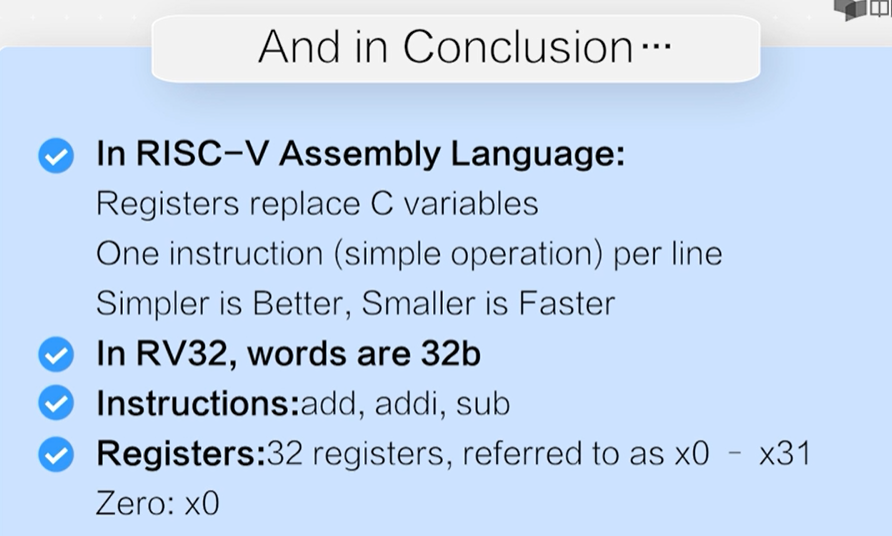 And in Conclusion…
In RISC-V Assembly Language:
Registers replace C variables
One instruction (simple operation) per line
Simpler is Better, Smaller is Faster
In RV32, words are 32b
Instructions:add, addi, sub
Registers:32 registers, referred to as x0 - x31
Zero: x0